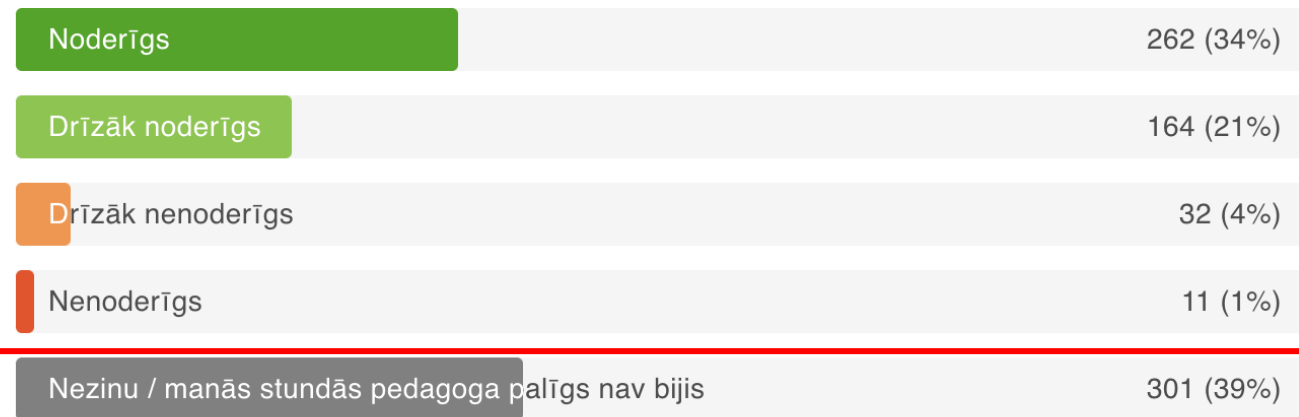 Noderīgs 262 (34%)
Drīzāk noderīgs 164 (21%)
Drīzāk nenoderīgs 32 (4%)
Nenoderīgs 11 (1%)
Nezinu / manās stundās pedagoga palīgs nav bijis 301 (39%)